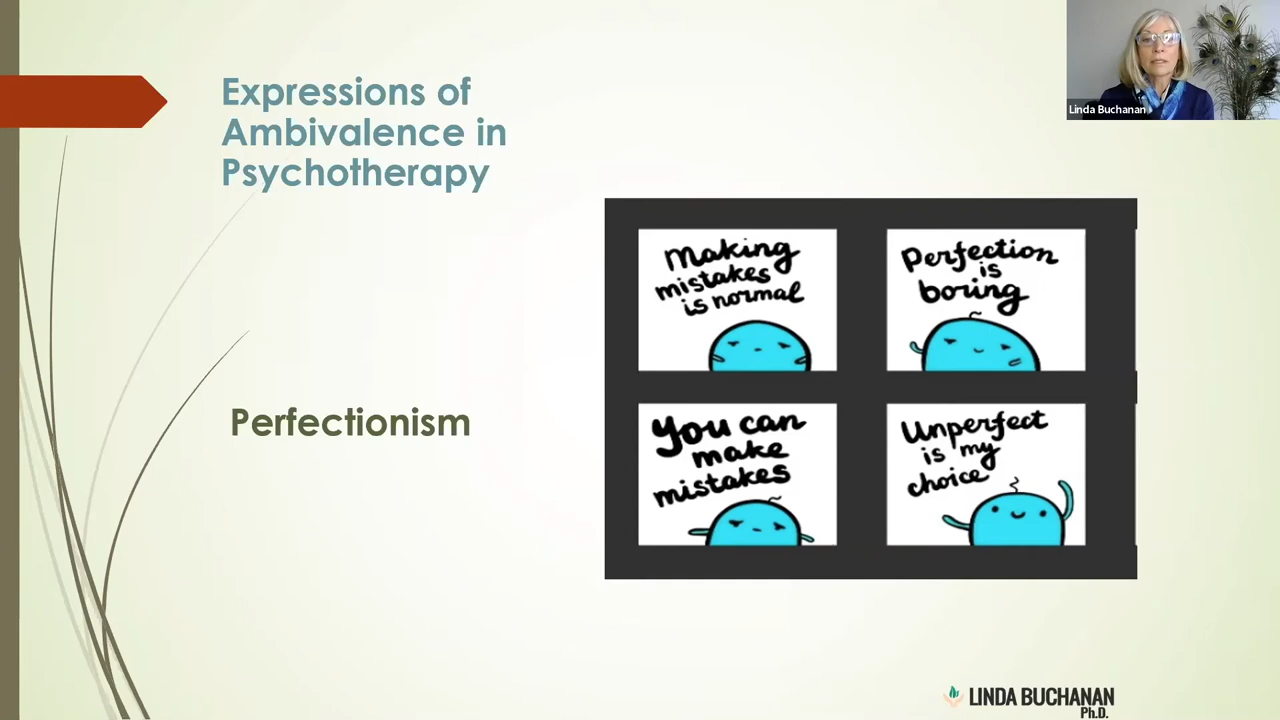 Expressions of
Ambivalence in
Psychotherapy
Linda Buchanan
Making
mistakes
is normal
Perfection
is
boring
Perfectionism
You can
make
mistakes
Unperfect
is my
choice
LINDA BUCHANAN
Ph.D.